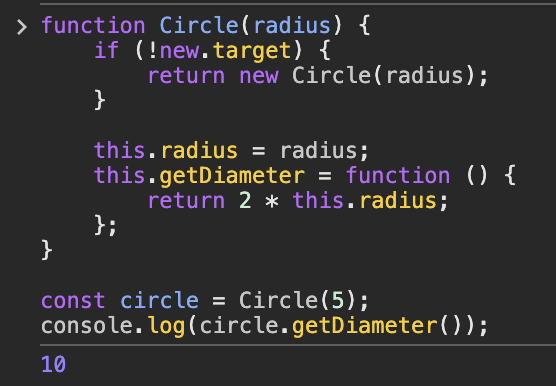 function Circle(radius) {
    if (!new.target) {
        return new Circle(radius);
    }

    this.radius = radius;
    this.getDiameter = function () {
        return 2 * this.radius;
    };
}

const circle = Circle(5);
console.log(circle.getDiameter());
10